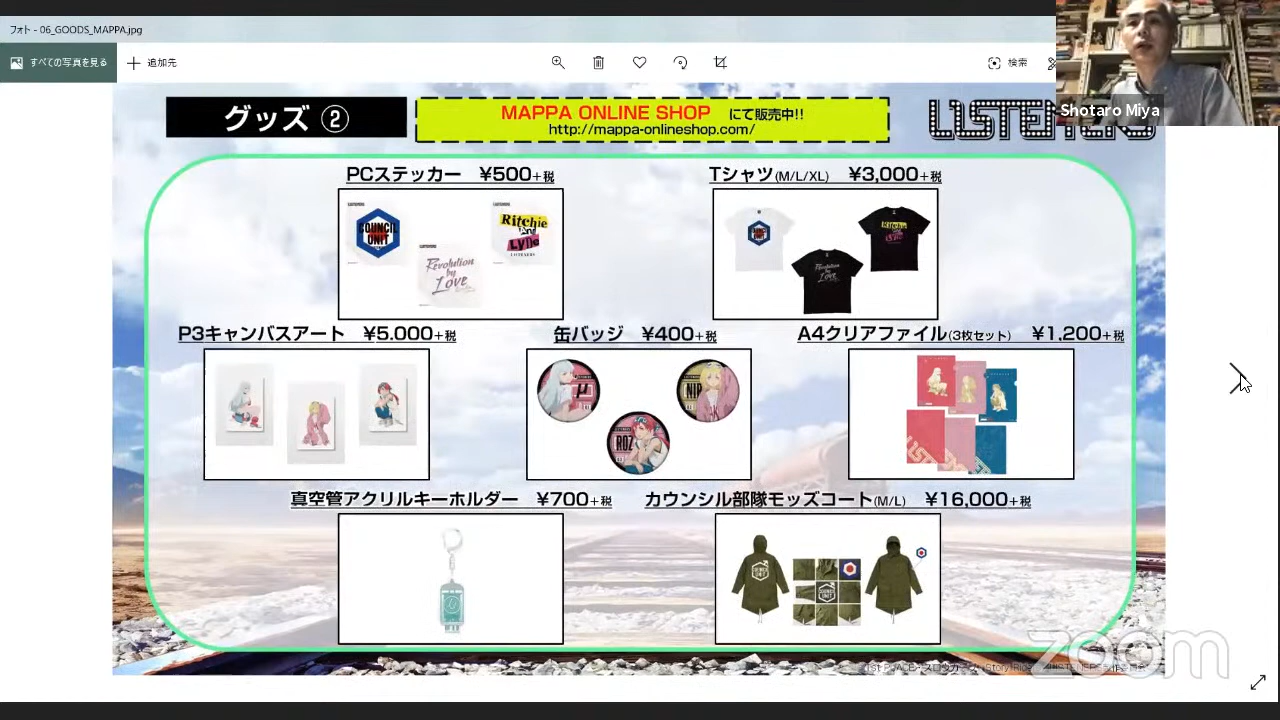 フォト - 06_GOODS_MAPPA.jpg
すべての写真を見る
追加先
検索
Shotaro Miya
グッズ ②
MAPPA ONLINE SHOP にて販売中!!
http://mappa-onlineshop.com/
LISTENERS
PCステッカー ¥500+税
Tシャツ(M/L/XL) ¥3,000+税
COUNCIL UNIT
Ritchie and Lyde
LISTENERS
Revolution by Love
P3キャンバスアート ¥5.000+税
缶バッジ ¥400+税
A4クリアファイル(3枚セット) ¥1,200+税
μ
NIR
ROZ
真空管アクリルキーホルダー ¥700+税
カウンシル部隊モッズコート(M/L) ¥16,000+税
zoom